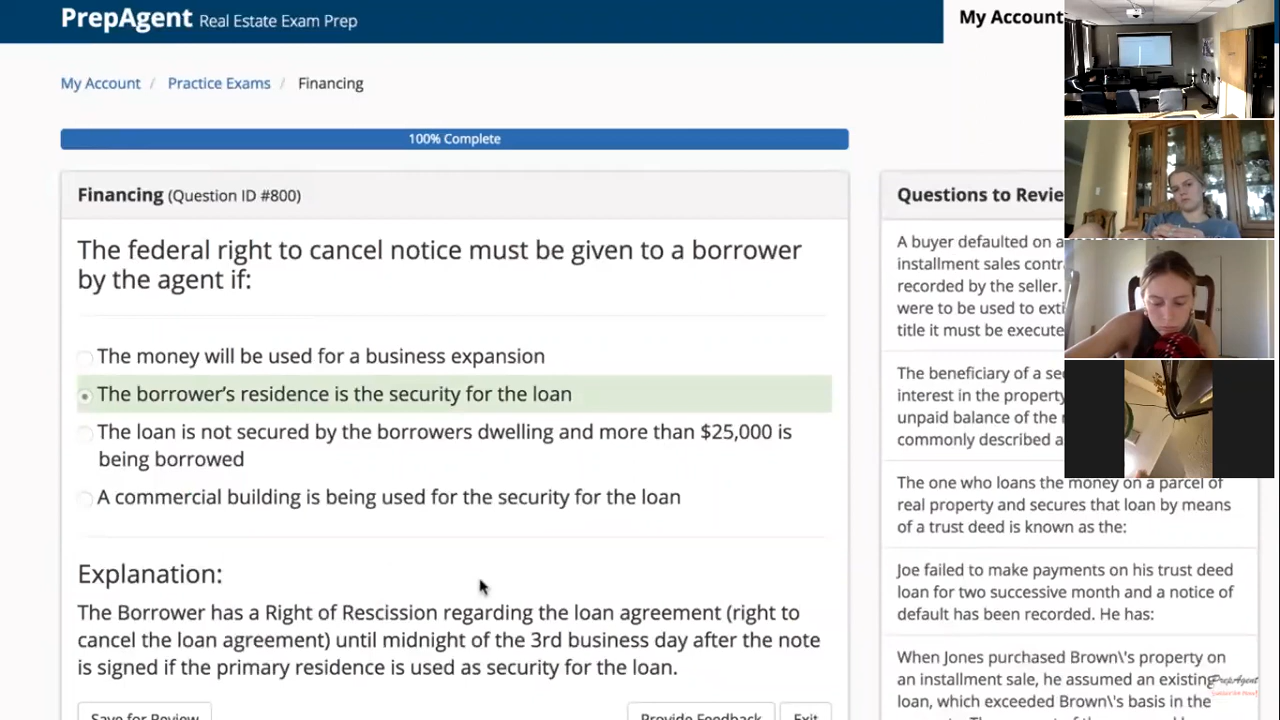 PrepAgent Real Estate Exam Prep
My Account
My Account / Practice Exams / Financing
100% Complete
Financing (Question ID #800)
The federal right to cancel notice must be given to a borrower
by the agent if:
The money will be used for a business expansion
The borrower’s residence is the security for the loan
The loan is not secured by the borrowers dwelling and more than $25,000 is
being borrowed
A commercial building is being used for the security for the loan
Explanation:
The Borrower has a Right of Rescission regarding the loan agreement (right to
cancel the loan agreement) until midnight of the 3rd business day after the note
is signed if the primary residence is used as security for the loan.
Save for Review
Provide Feedback
Exit
Questions to Revie
A buyer defaulted on a
installment sales contr
recorded by the seller.
were to be used to exti
title it must be execute
The beneficiary of a se
interest in the property
unpaid balance of the
commonly described a
The one who loans the money on a parcel of
real property and secures that loan by means
of a trust deed is known as the:
Joe failed to make payments on his trust deed
loan for two successive month and a notice of
default has been recorded. He has:
When Jones purchased Brown\'s property on
an installment sale, he assumed an existing
loan, which exceeded Brown\'s basis in the
PrepAgent